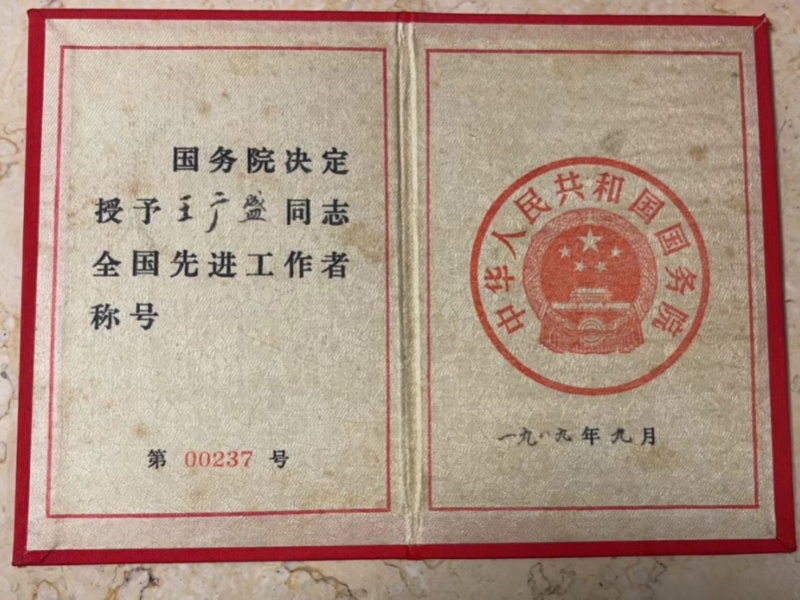 国务院决定
授予王广盛同志
全国先进工作者
称号
第 00237 号
中华人民共和国国务院
一九八九年九月